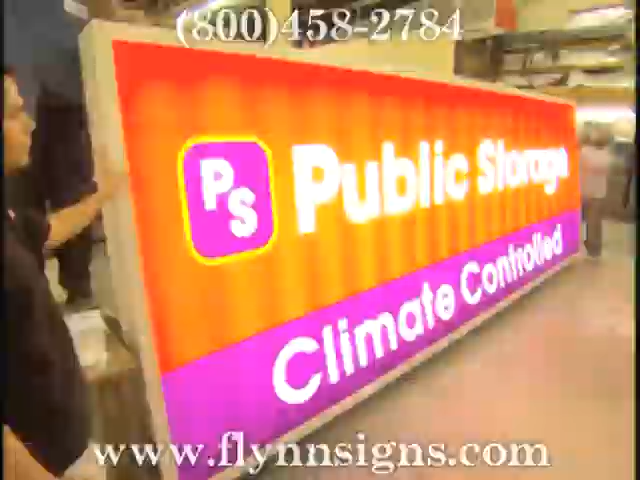 (800)458-2784
PS
Public Storage
Climate Controlled
www.flynnsigns.com